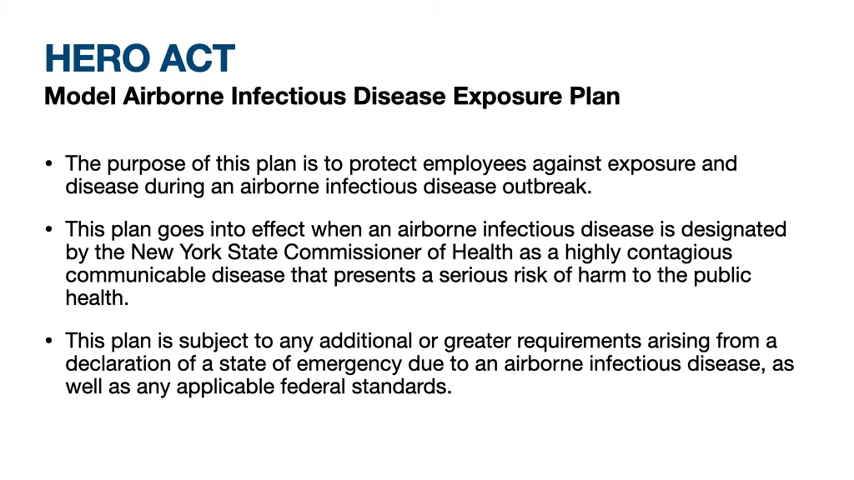 HERO ACT
Model Airborne Infectious Disease Exposure Plan
• The purpose of this plan is to protect employees against exposure and
disease during an airborne infectious disease outbreak.
• This plan goes into effect when an airborne infectious disease is designated
by the New York State Commissioner of Health as a highly contagious
communicable disease that presents a serious risk of harm to the public
health.
• This plan is subject to any additional or greater requirements arising from a
declaration of a state of emergency due to an airborne infectious disease, as
well as any applicable federal standards.